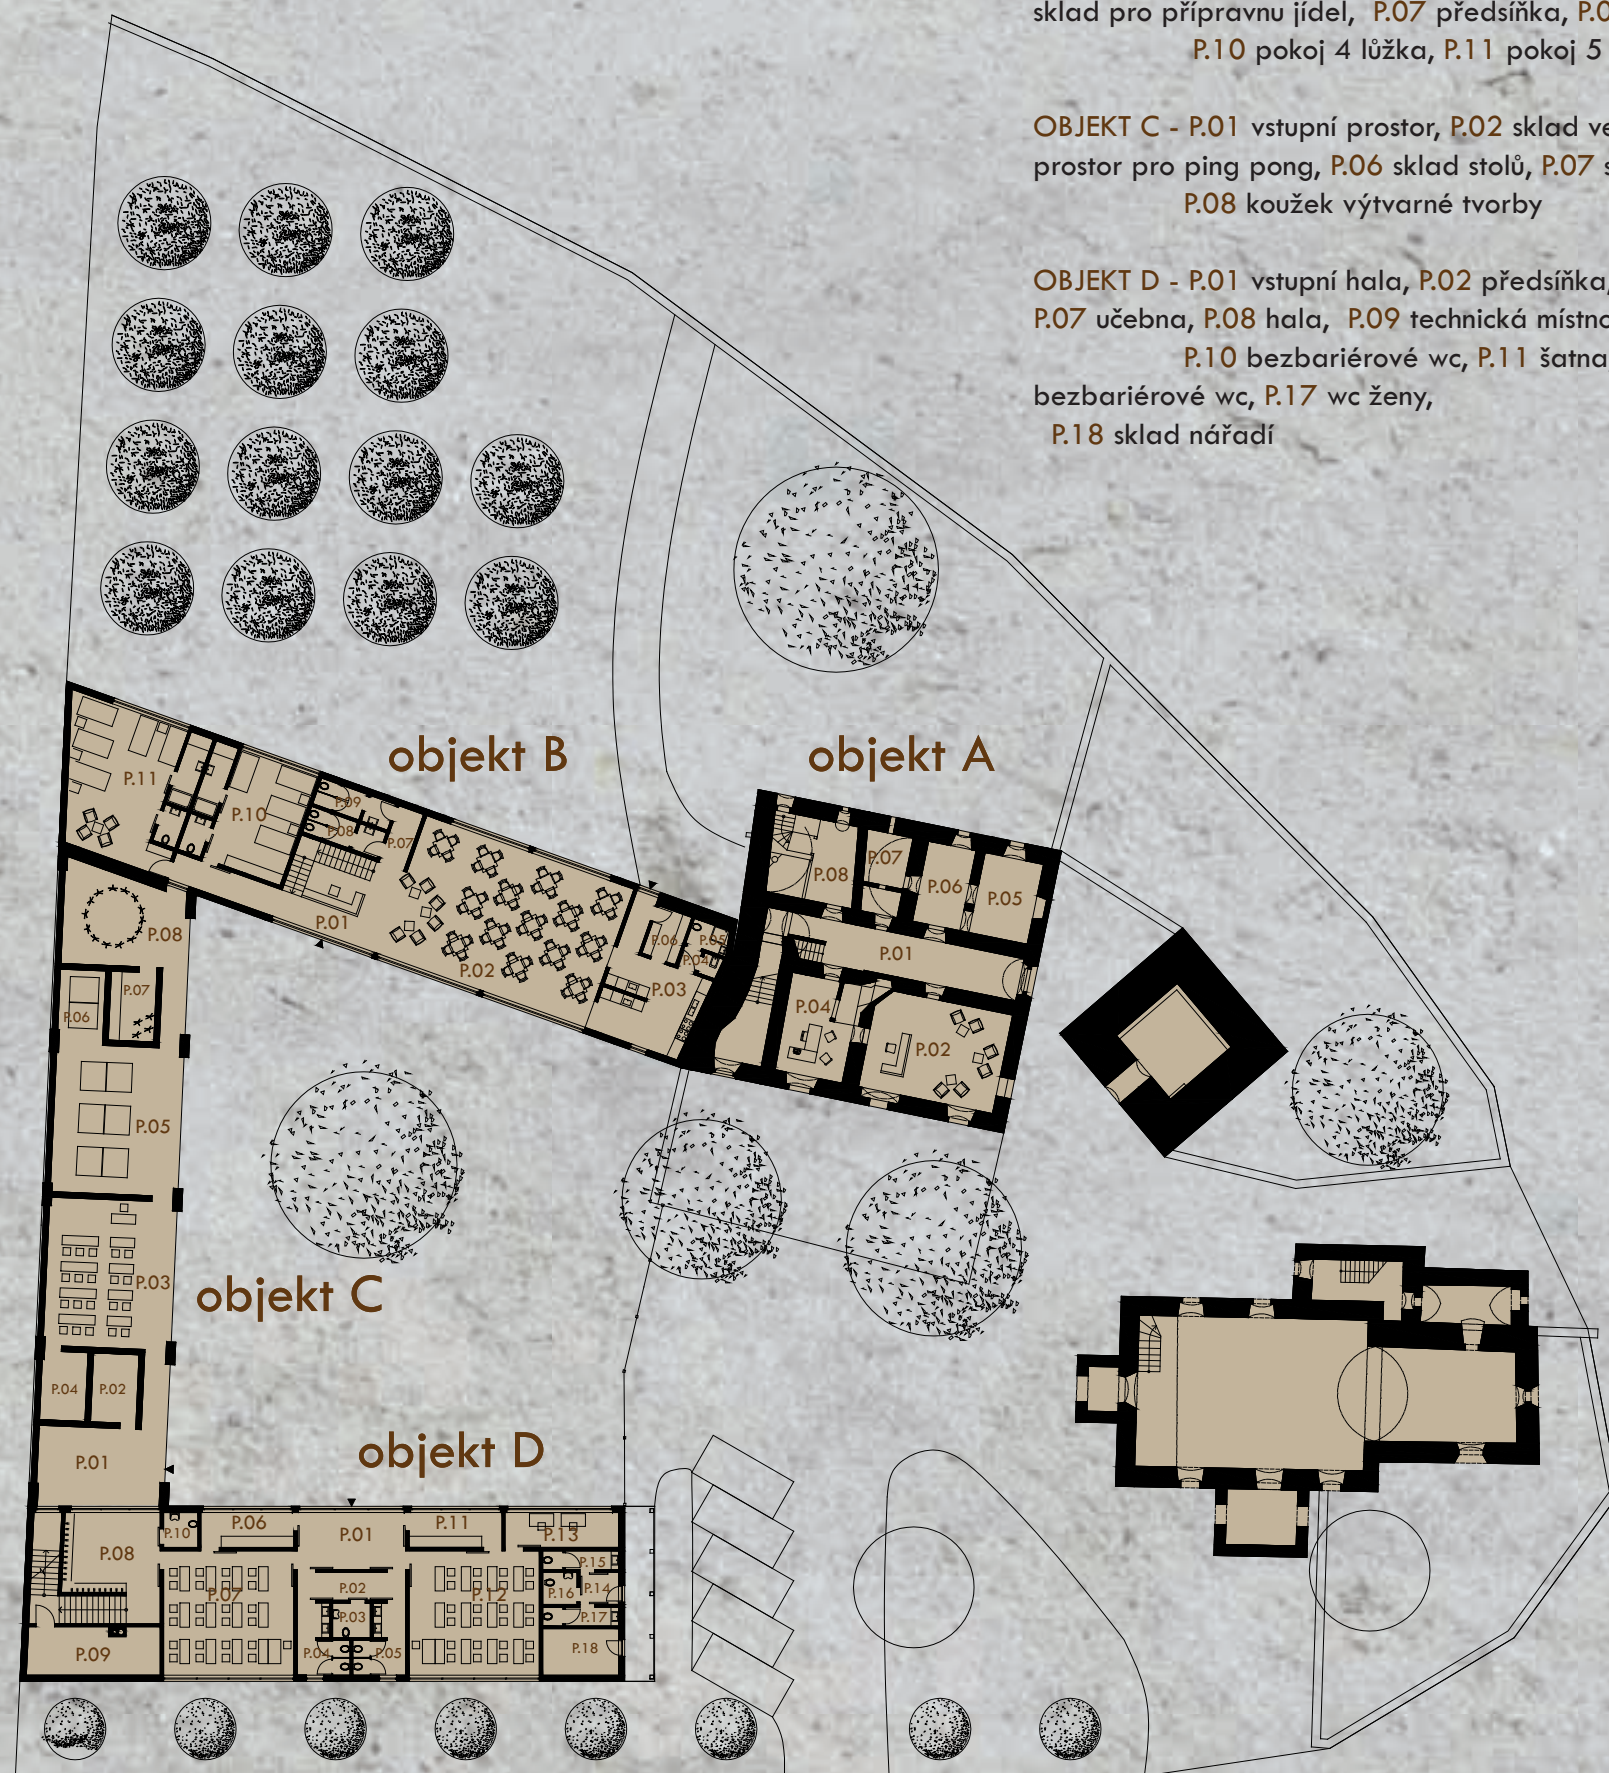 sklad pro přípravnu jídel, P.07 předsíňka,
P.10 pokoj 4 lůžka, P.11 pokoj 5
OBJEKT C - P.01 vstupní prostor, P.02 sklad
prostor pro ping pong, P.06 sklad stolů, P.07
P.08 koužek výtvarné tvorby
OBJEKT D - P.01 vstupní hala, P.02 předsíňka,
P.07 učebna, P.08 hala, P.09 technická
P.10 bezbariérové wc, P.11 šatna
bezbariérové wc, P.17 wc ženy,
P.18 sklad nářadí
objekt B
objekt A
P.11
P.10
P.09
P.08
P.07
P.01
P.02
P.06
P.05
P.04
P.03
P.08
P.07
P.06
P.05
P.01
P.04
P.02
P.08
P.07
P.06
P.05
P.03
objekt C
P.04
P.02
P.01
objekt D
P.10
P.06
P.01
P.11
P.13
P.08
P.07
P.02
P.12
P.15
P.16
P.14
P.03
P.17
P.09
P.04
P.05
P.18